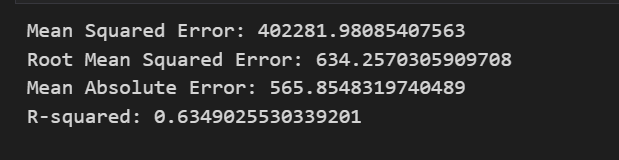 Mean Squared Error: 402281.98085407563
Root Mean Squared Error: 634.2570305909708
Mean Absolute Error: 565.8548319740489
R-squared: 0.6349025530339201